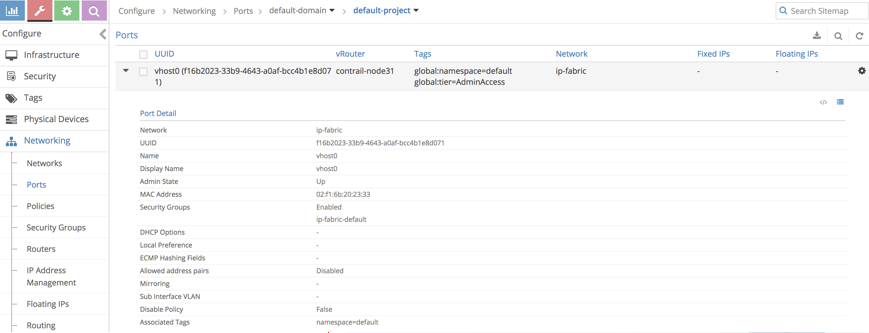 Configure > Networking > Ports > default-domain > default-project
Search Sitemap
Configure
Infrastructure
Security
Tags
Physical Devices
Networking
Networks
Ports
Policies
Security Groups
Routers
IP Address
Management
Floating IPs
Routing
Ports
UUID vRouter Tags Network Fixed IPs Floating IPs
vhost0 (f16b2023-33b9-4643-a0af-bcc4b1e8d07 contrail-node31 global:namespace=default ip-fabric - -
1) global:tier=AdminAccess
</>
Port Detail
Network ip-fabric
UUID f16b2023-33b9-4643-a0af-bcc4b1e8d071
Name vhost0
Display Name vhost0
Admin State Up
MAC Address 02:f1:6b:20:23:33
Security Groups Enabled
ip-fabric-default
DHCP Options -
Local Preference -
ECMP Hashing Fields -
Allowed address pairs Disabled
Mirroring -
Sub Interface VLAN -
Disable Policy False
Associated Tags namespace=default